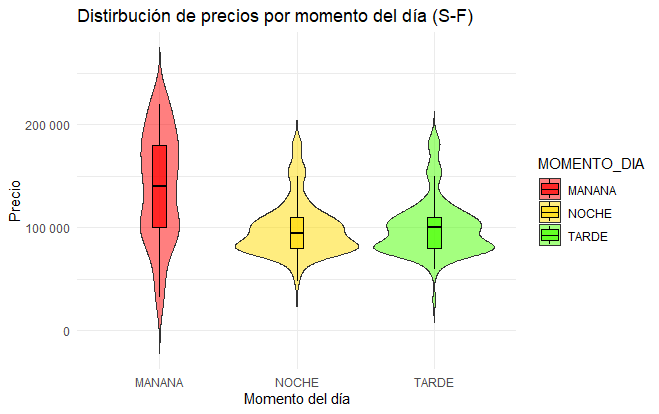 Distirbución de precios por momento del día (S-F)
200 000
100 000
0
Precio
MANANA
NOCHE
TARDE
Momento del día
MOMENTO_DIA
MANANA
NOCHE
TARDE